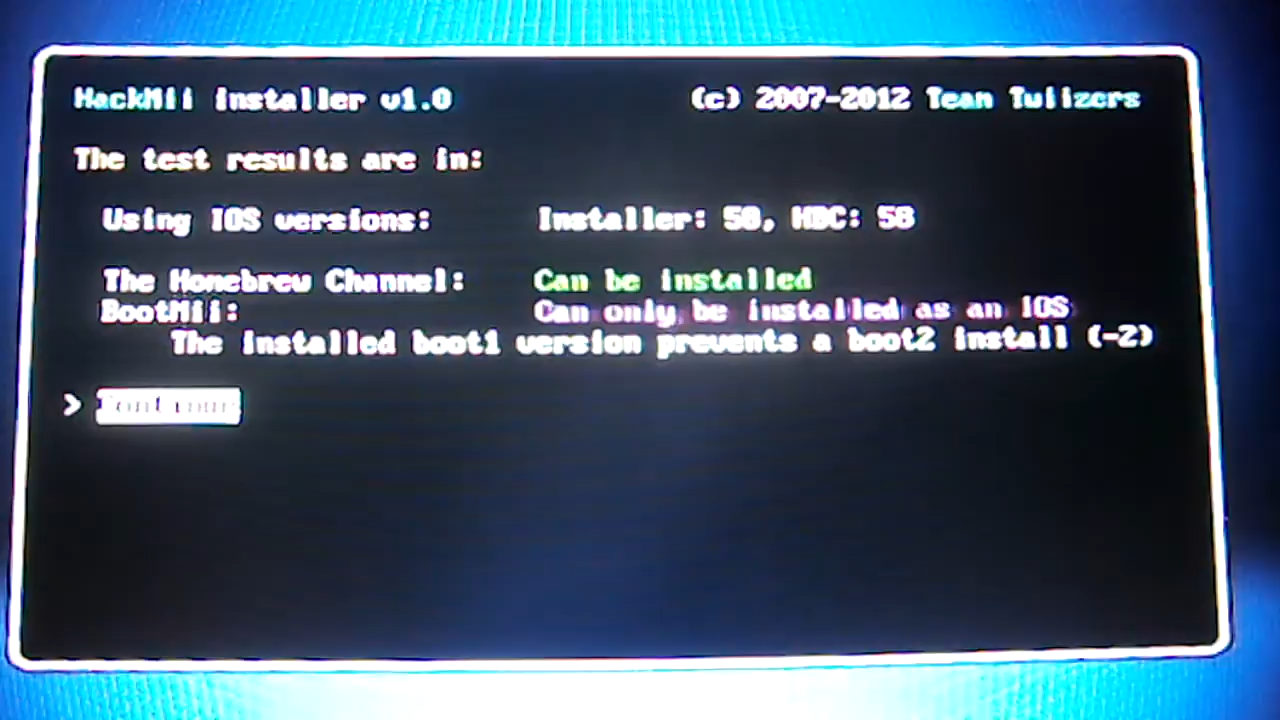 HackMii installer v1.0 (c) 2007-2012 Team Twiizers
The test results are in:
Using IOS versions: Installer: 58, HBC: 58
The Homebrew Channel: Can be installed
BootMii: Can only be installed as an IOS
The installed boot1 version prevents a boot2 install (-2)
> Continue